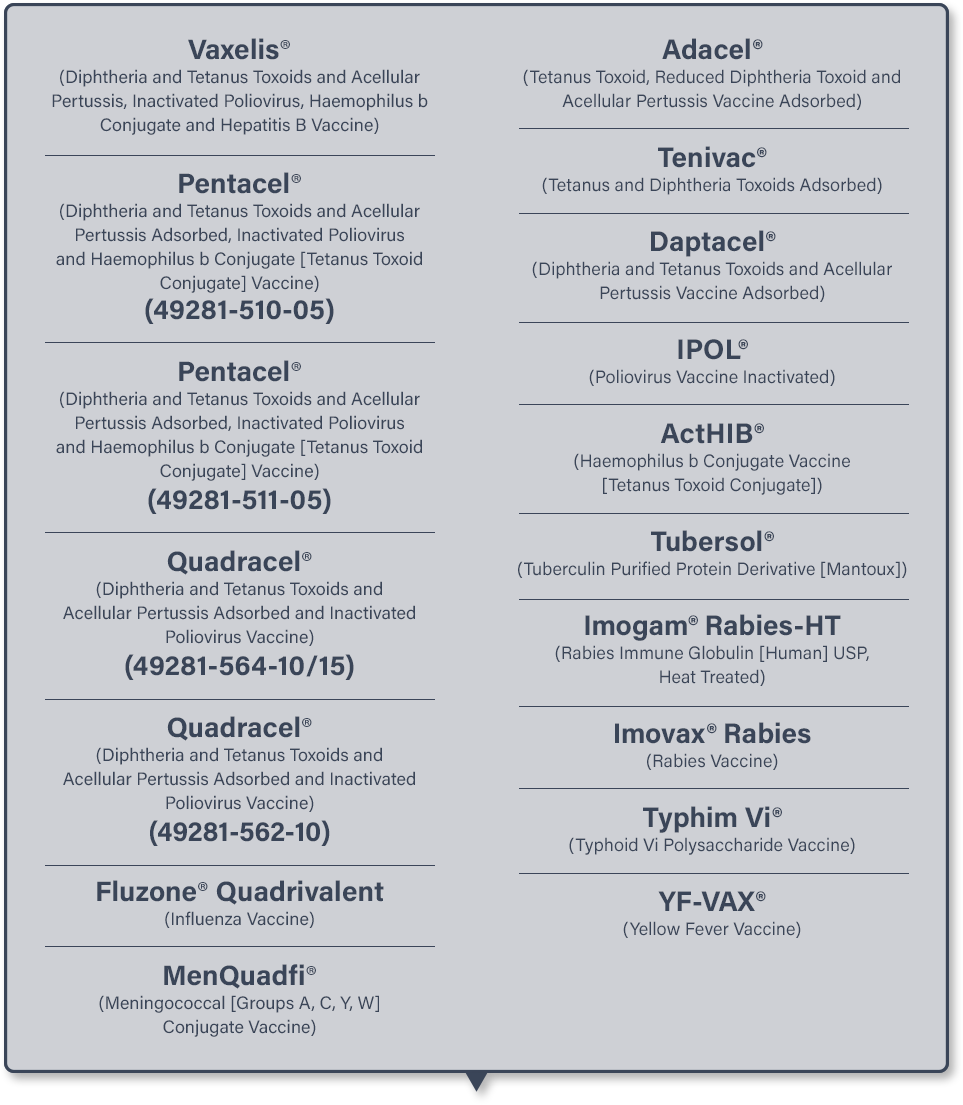 Vaxelis®
(Diphtheria and Tetanus Toxoids and Acellular
Pertussis, Inactivated Poliovirus, Haemophilus b
Conjugate and Hepatitis B Vaccine)
Pentacel®
(Diphtheria and Tetanus Toxoids and Acellular
Pertussis Adsorbed, Inactivated Poliovirus
and Haemophilus b Conjugate [Tetanus Toxoid
Conjugate] Vaccine)
(49281-510-05)
Pentacel®
(Diphtheria and Tetanus Toxoids and Acellular
Pertussis Adsorbed, Inactivated Poliovirus
and Haemophilus b Conjugate [Tetanus Toxoid
Conjugate] Vaccine)
(49281-511-05)
Quadracel®
(Diphtheria and Tetanus Toxoids and
Acellular Pertussis Adsorbed and Inactivated
Poliovirus Vaccine)
(49281-564-10/15)
Quadracel®
(Diphtheria and Tetanus Toxoids and
Acellular Pertussis Adsorbed and Inactivated
Poliovirus Vaccine)
(49281-562-10)
Fluzone® Quadrivalent
(Influenza Vaccine)
MenQuadfi®
(Meningococcal [Groups A, C, Y, W]
Conjugate Vaccine)
Adacel®
(Tetanus Toxoid, Reduced Diphtheria Toxoid and
Acellular Pertussis Vaccine Adsorbed)
Tenivac®
(Tetanus and Diphtheria Toxoids Adsorbed)
Daptacel®
(Diphtheria and Tetanus Toxoids and Acellular
Pertussis Vaccine Adsorbed)
IPOL®
(Poliovirus Vaccine Inactivated)
ActHIB®
(Haemophilus b Conjugate Vaccine
[Tetanus Toxoid Conjugate])
Tubersol®
(Tuberculin Purified Protein Derivative [Mantoux])
Imogam® Rabies-HT
(Rabies Immune Globulin [Human] USP,
Heat Treated)
Imovax® Rabies
(Rabies Vaccine)
Typhim Vi®
(Typhoid Vi Polysaccharide Vaccine)
YF-VAX®
(Yellow Fever Vaccine)